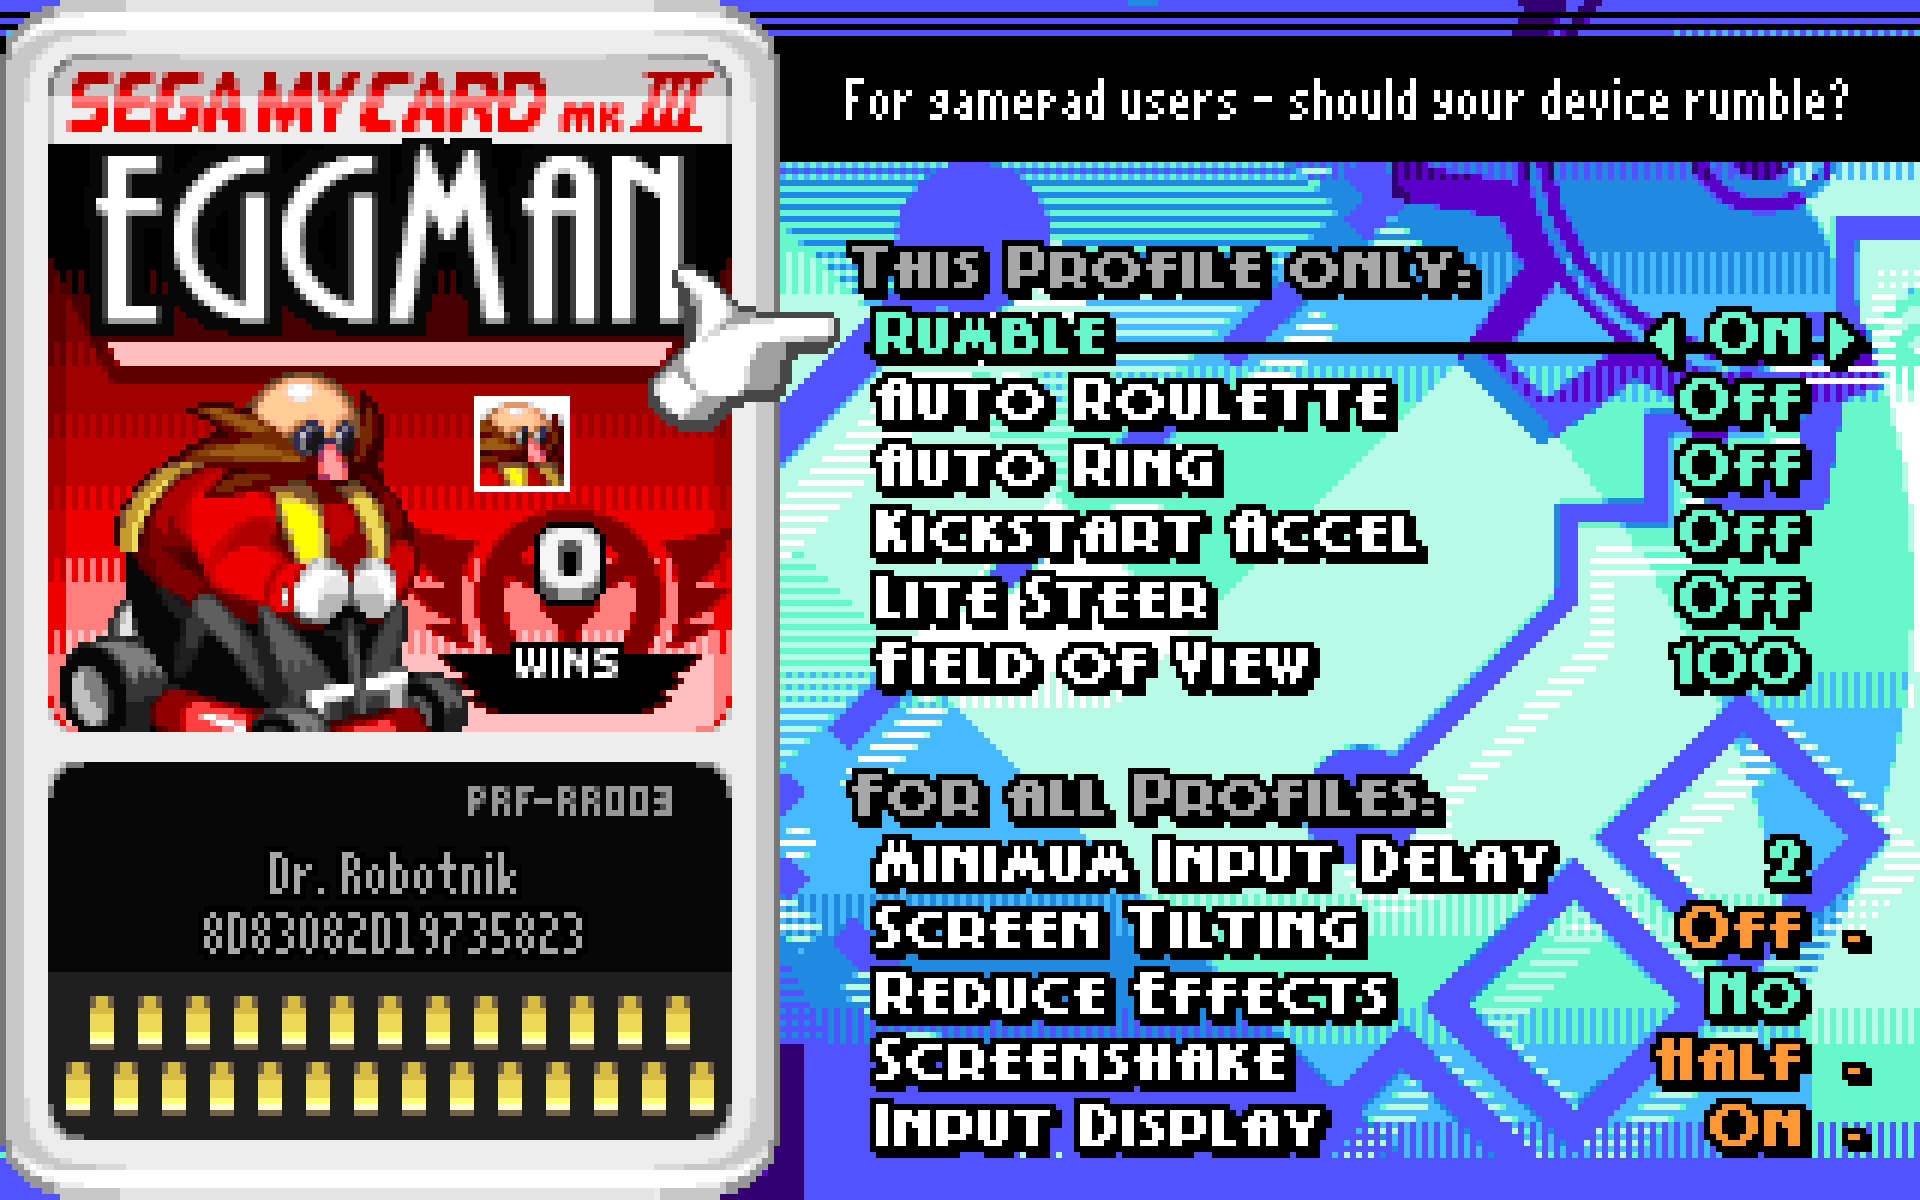 SEGA MY CARD MK III
EGGMAN
0
WINS
PRF-RR003
Dr. Robotnik
8D83082D19735823
For gamepad users - should your device rumble?
THIS PROFILE ONLY:
RUMBLE ON
AUTO ROULETTE OFF
AUTO RING OFF
KICKSTART ACCEL OFF
LITE STEER OFF
FIELD OF VIEW 100
FOR ALL PROFILES:
MINIMUM INPUT DELAY 2
SCREEN TILTING OFF -
REDUCE EFFECTS NO
SCREENSHAKE HALF -
INPUT DISPLAY ON -